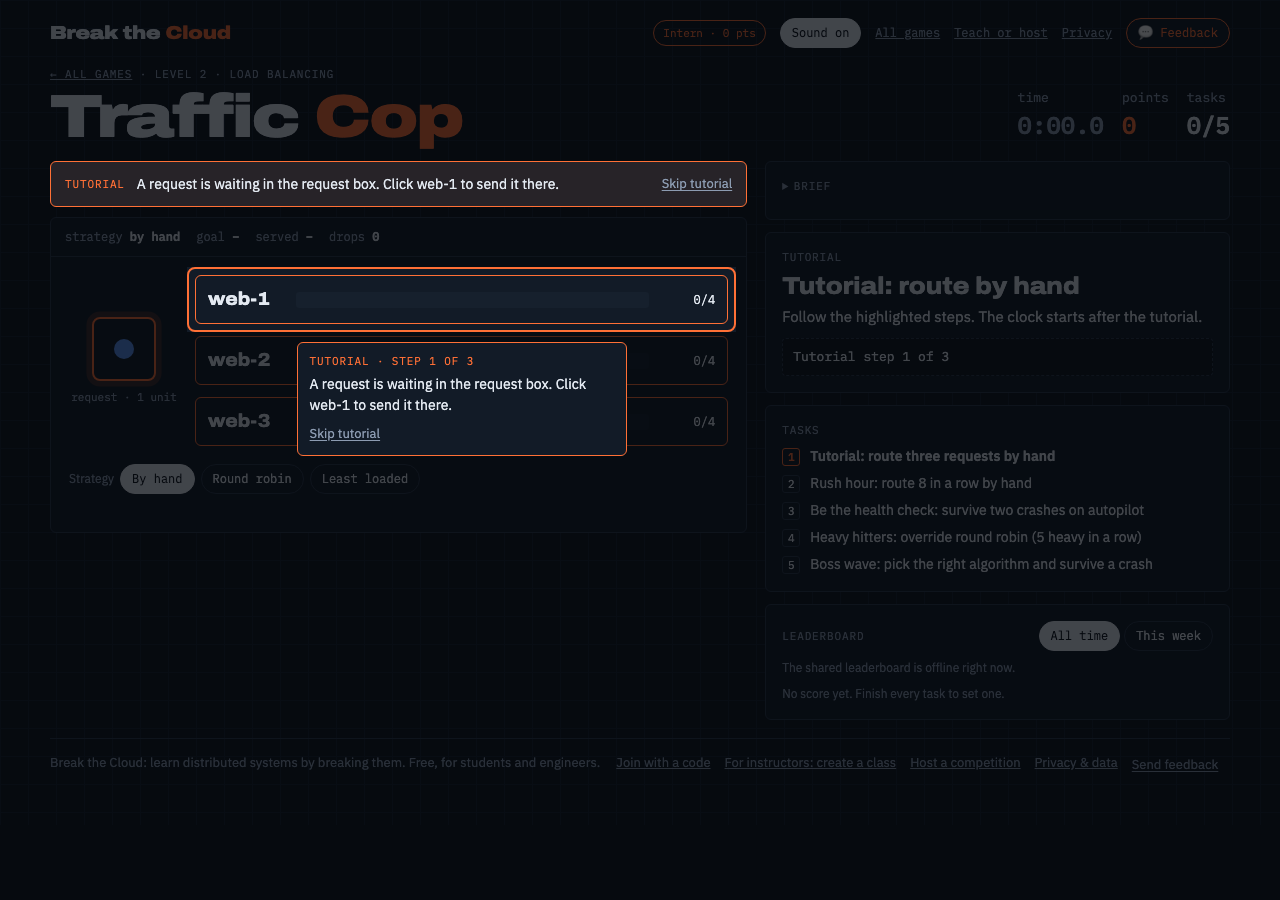 Break the Cloud
Intern · 0 pts
Sound on
All games
Teach or host
Privacy
💬 Feedback
← ALL GAMES · LEVEL 2 · LOAD BALANCING
Traffic Cop
time
0:00.0
points
0
tasks
0/5
TUTORIAL A request is waiting in the request box. Click web-1 to send it there. Skip tutorial
strategy by hand goal – served – drops 0
web-1 0/4
web-2 0/4
web-3 0/4
request · 1 unit
TUTORIAL · STEP 1 OF 3
A request is waiting in the request box. Click
web-1 to send it there.
Skip tutorial
Strategy By hand Round robin Least loaded
▶ BRIEF
TUTORIAL
Tutorial: route by hand
Follow the highlighted steps. The clock starts after the tutorial.
Tutorial step 1 of 3
TASKS
1 Tutorial: route three requests by hand
2 Rush hour: route 8 in a row by hand
3 Be the health check: survive two crashes on autopilot
4 Heavy hitters: override round robin (5 heavy in a row)
5 Boss wave: pick the right algorithm and survive a crash
LEADERBOARD All time This week
The shared leaderboard is offline right now.
No score yet. Finish every task to set one.
Break the Cloud: learn distributed systems by breaking them. Free, for students and engineers. Join with a code For instructors: create a class Host a competition Privacy & data Send feedback